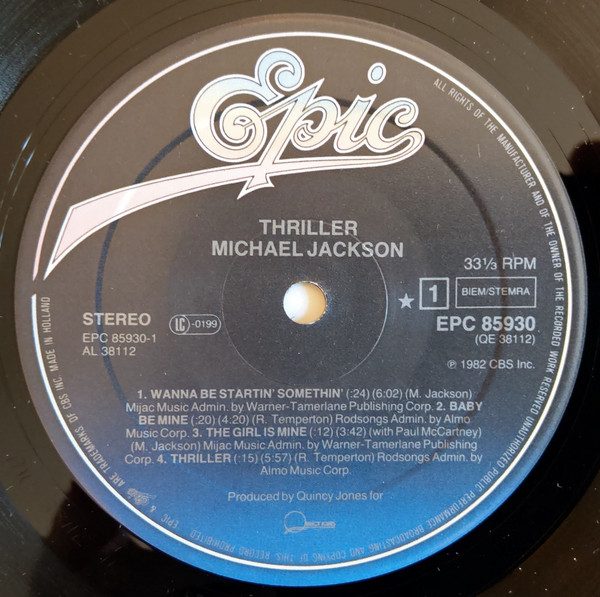 Epic
THRILLER
MICHAEL JACKSON
33⅓ RPM
★ 1 BIEM/STEMRA
STEREO
LC-0199
EPC 85930-1
AL 38112
EPC 85930
(QE 38112)
℗ 1982 CBS Inc.
1. WANNA BE STARTIN' SOMETHIN' (:24) (6:02) (M. Jackson)
Mijac Music Admin. by Warner-Tamerlane Publishing Corp. 2. BABY
BE MINE (:20) (4:20) (R. Temperton) Rodsongs Admin. by Almo
Music Corp. 3. THE GIRL IS MINE (:12) (3:42) (with Paul McCartney)
(M. Jackson) Mijac Music Admin. by Warner-Tamerlane Publishing
Corp. 4. THRILLER (:15) (5:57) (R. Temperton) Rodsongs Admin. by
Almo Music Corp.
Produced by Quincy Jones for
ALL RIGHTS OF THE MANUFACTURER AND OF THE OWNER OF THE RECORDED WORK RESERVED UNAUTHORIZED PUBLIC PERFORMANCE BROADCASTING AND COPYING OF THIS RECORD PROHIBITED
EPIC & Epic ARE TRADEMARKS OF CBS INC. MADE IN HOLLAND